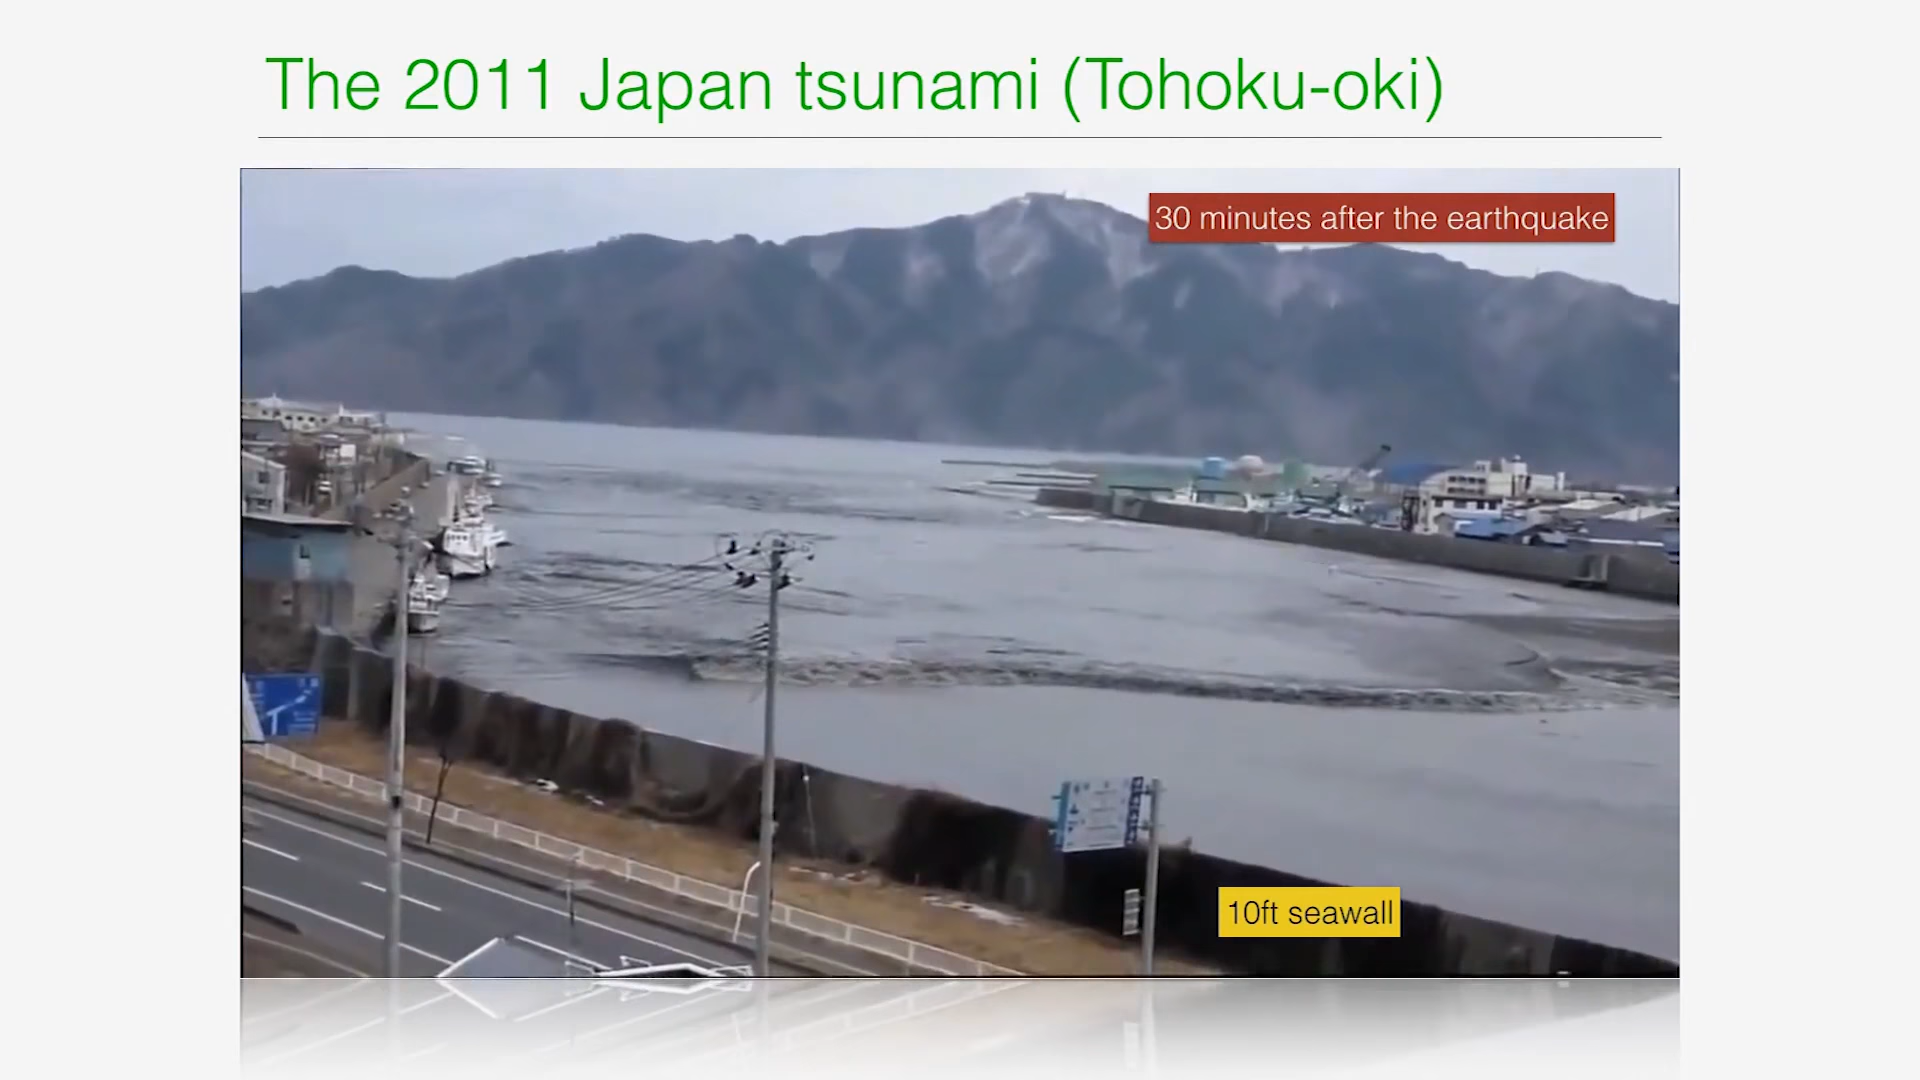 The 2011 Japan tsunami (Tohoku-oki)
30 minutes after the earthquake
10ft seawall